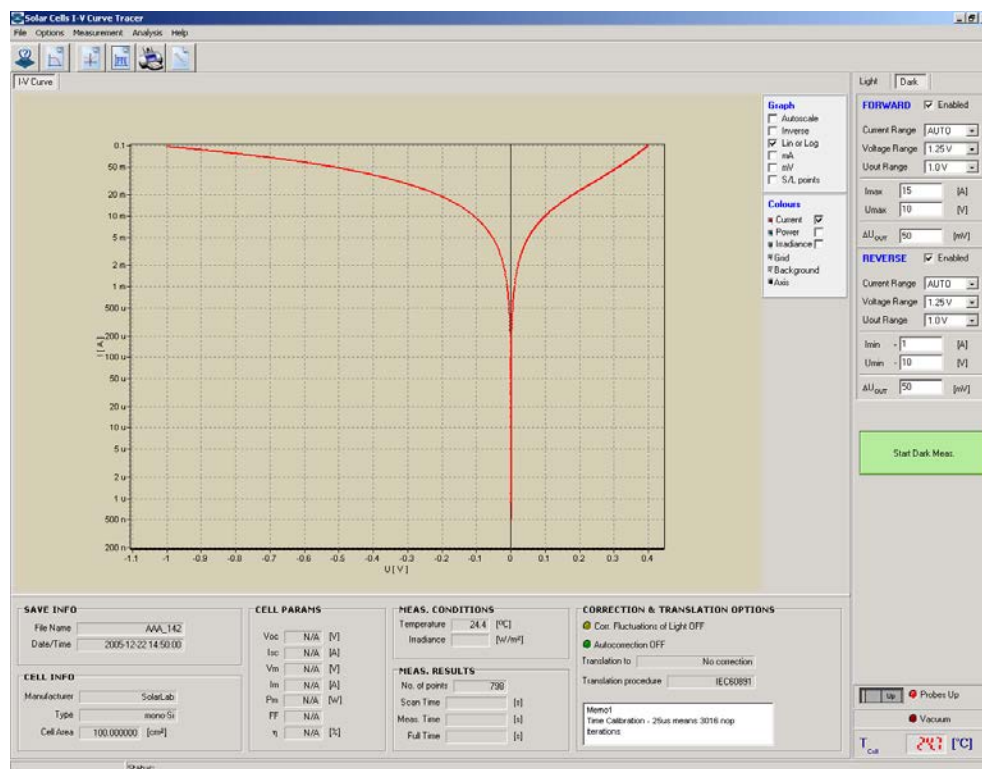 Solar Cells I-V Curve Tracer
File Options Measurement Analysis Help
I-V Curve
Light Dark
Graph
Autoscale
Inverse
Lin or Log
mA
mV
S/L points
Colours
Current
Power
Irradiance
Grid
Background
Axis
0.1
50 m
20 m
10 m
5 m
2 m
1 m
500 u
200 u
100 u
50 u
20 u
10 u
5 u
2 u
1 u
500 n
200 n
I [A]
-1.1 -1 -0.9 -0.8 -0.7 -0.6 -0.5 -0.4 -0.3 -0.2 -0.1 0 0.1 0.2 0.3 0.4
U [V]
FORWARD Enabled
Current Range AUTO
Voltage Range 1.25 V
Uout Range 1.0 V
Imax 15 [A]
Umax 10 [V]
ΔUOUT 50 [mV]
REVERSE Enabled
Current Range AUTO
Voltage Range 1.25 V
Uout Range 1.0 V
Imin - 1 [A]
Umin - 10 [V]
ΔUOUT 50 [mV]
Start Dark Meas.
Up Probes Up
Vacuum
TCell 24.7 [°C]
SAVE INFO
File Name AAA_142
Date/Time 2005-12-22 14:50:00
CELL INFO
Manufacturer SolarLab
Type mono Si
Cell Area 100.000000 [cm²]
CELL PARAMS
Voc N/A [V]
Isc N/A [A]
Vm N/A [V]
Im N/A [A]
Pm N/A [W]
FF N/A
η N/A [%]
MEAS. CONDITIONS
Temperature 24.4 [ºC]
Irradiance [W/m²]
MEAS. RESULTS
No. of points 798
Scan Time [s]
Meas. Time [s]
Full Time [s]
CORRECTION & TRANSLATION OPTIONS
Corr. Fluctuations of Light OFF
Autocorrection OFF
Translation to No correction
Translation procedure IEC60891
Memo1
Time Calibration - 25us means 3016 nop
iterations
Status: